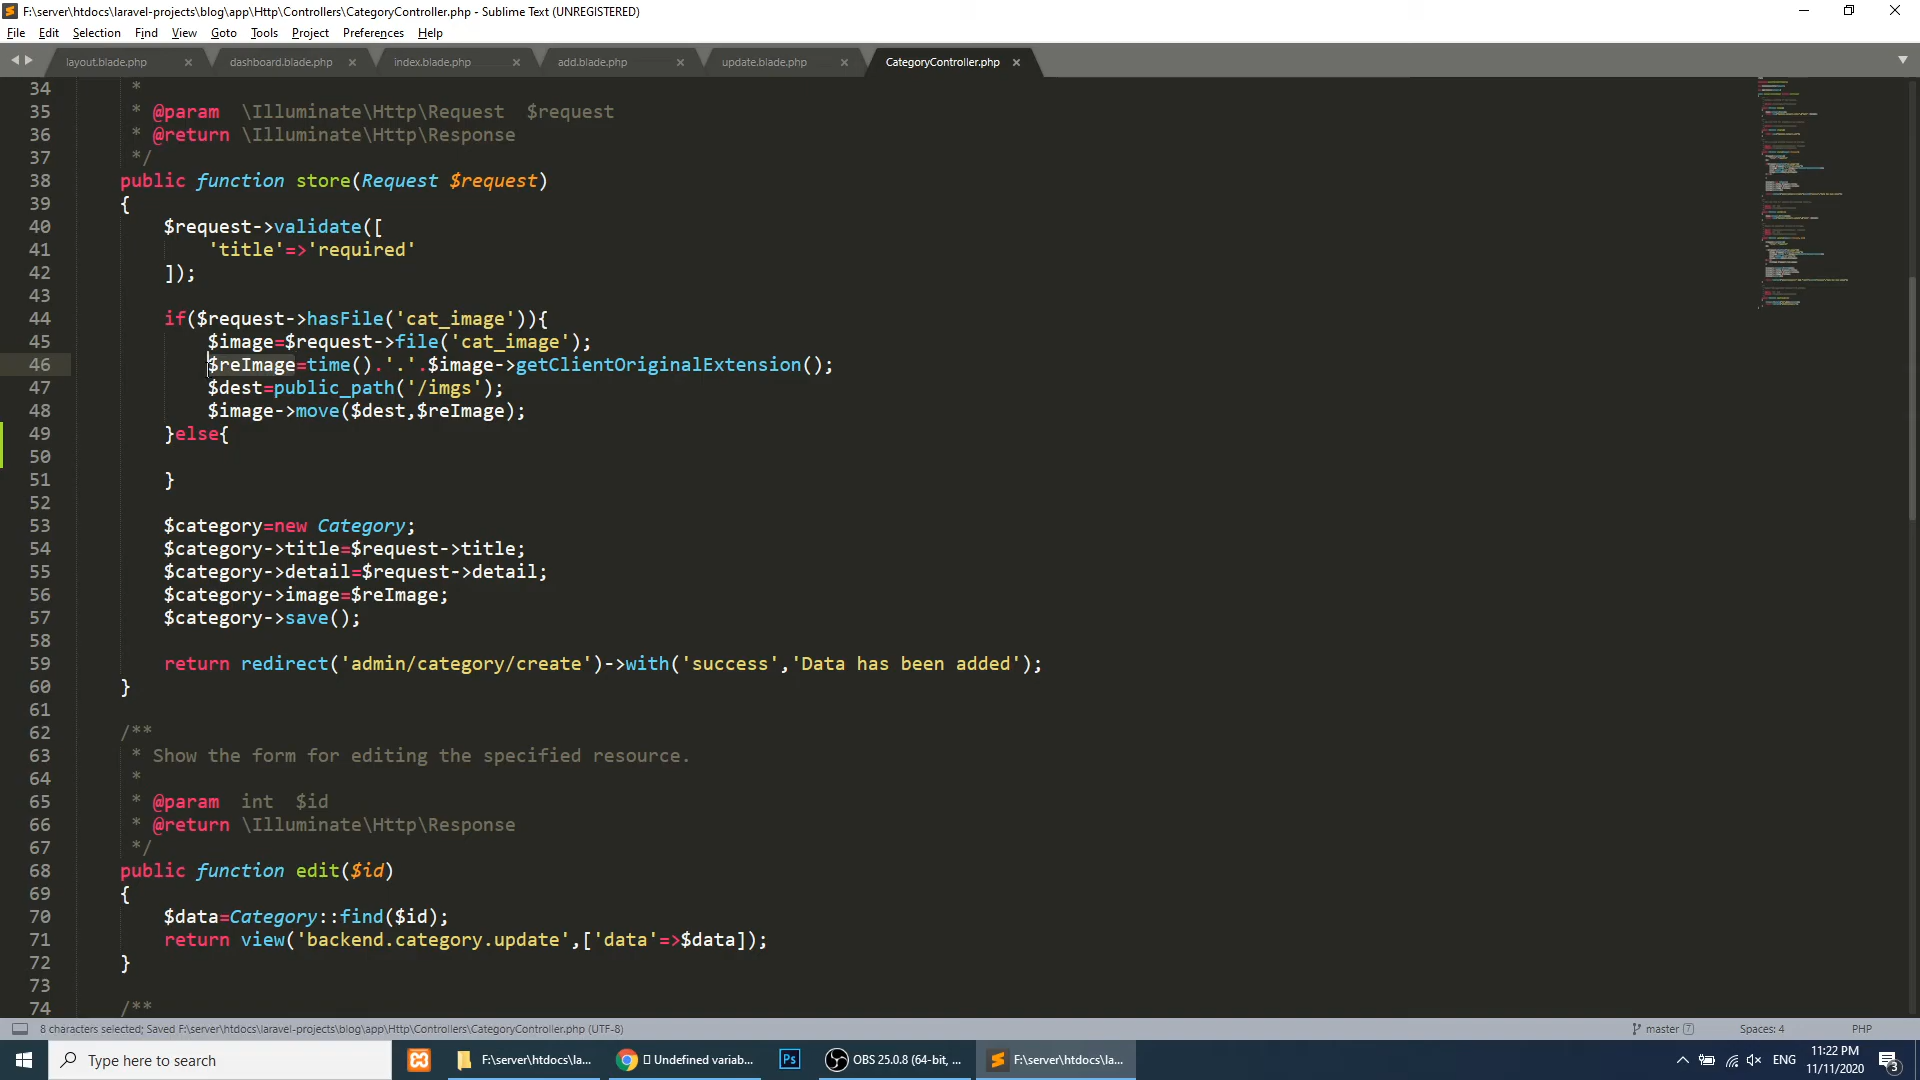 F:\server\htdocs\laravel-projects\blog\app\Http\Controllers\CategoryController.php - Sublime Text (UNREGISTERED)
File Edit Selection Find View Goto Tools Project Preferences Help
layout.blade.php dashboard.blade.php index.blade.php add.blade.php update.blade.php CategoryController.php
34 *
35 * @param \Illuminate\Http\Request $request
36 * @return \Illuminate\Http\Response
37 */
38 public function store(Request $request)
39 {
40 $request->validate([
41 'title'=>'required'
42 ]);
43
44 if($request->hasFile('cat_image')){
45 $image=$request->file('cat_image');
46 $reImage=time().'.'.$image->getClientOriginalExtension();
47 $dest=public_path('/imgs');
48 $image->move($dest,$reImage);
49 }else{
50
51 }
52
53 $category=new Category;
54 $category->title=$request->title;
55 $category->detail=$request->detail;
56 $category->image=$reImage;
57 $category->save();
58
59 return redirect('admin/category/create')->with('success','Data has been added');
60 }
61
62 /**
63 * Show the form for editing the specified resource.
64 *
65 * @param int $id
66 * @return \Illuminate\Http\Response
67 */
68 public function edit($id)
69 {
70 $data=Category::find($id);
71 return view('backend.category.update',['data'=>$data]);
72 }
73
74 /**
8 characters selected; Saved F:\server\htdocs\laravel-projects\blog\app\Http\Controllers\CategoryController.php (UTF-8) master 7 Spaces: 4 PHP
Type here to search F:\server\htdocs\la... Undefined variab... Ps OBS 25.0.8 (64-bit, ... F:\server\htdocs\la... ENG 11:22 PM
11/11/2020 3